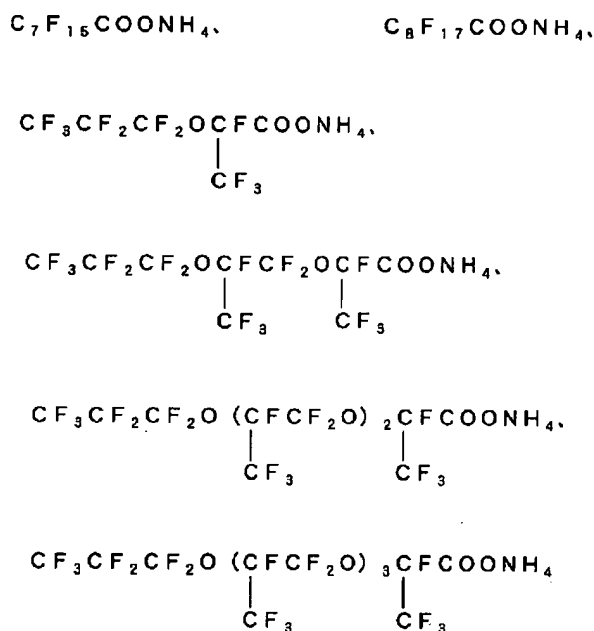 C₇F₁₅COONH₄、 C₈F₁₇COONH₄、
CF₃CF₂CF₂OCFCOONH₄、
CF₃
CF₃CF₂CF₂OCFCF₂OCFCOONH₄、
CF₃ CF₃
CF₃CF₂CF₂O(CFCF₂O)₂CFCOONH₄、
CF₃ CF₃
CF₃CF₂CF₂O(CFCF₂O)₃CFCOONH₄
CF₃ CF₃